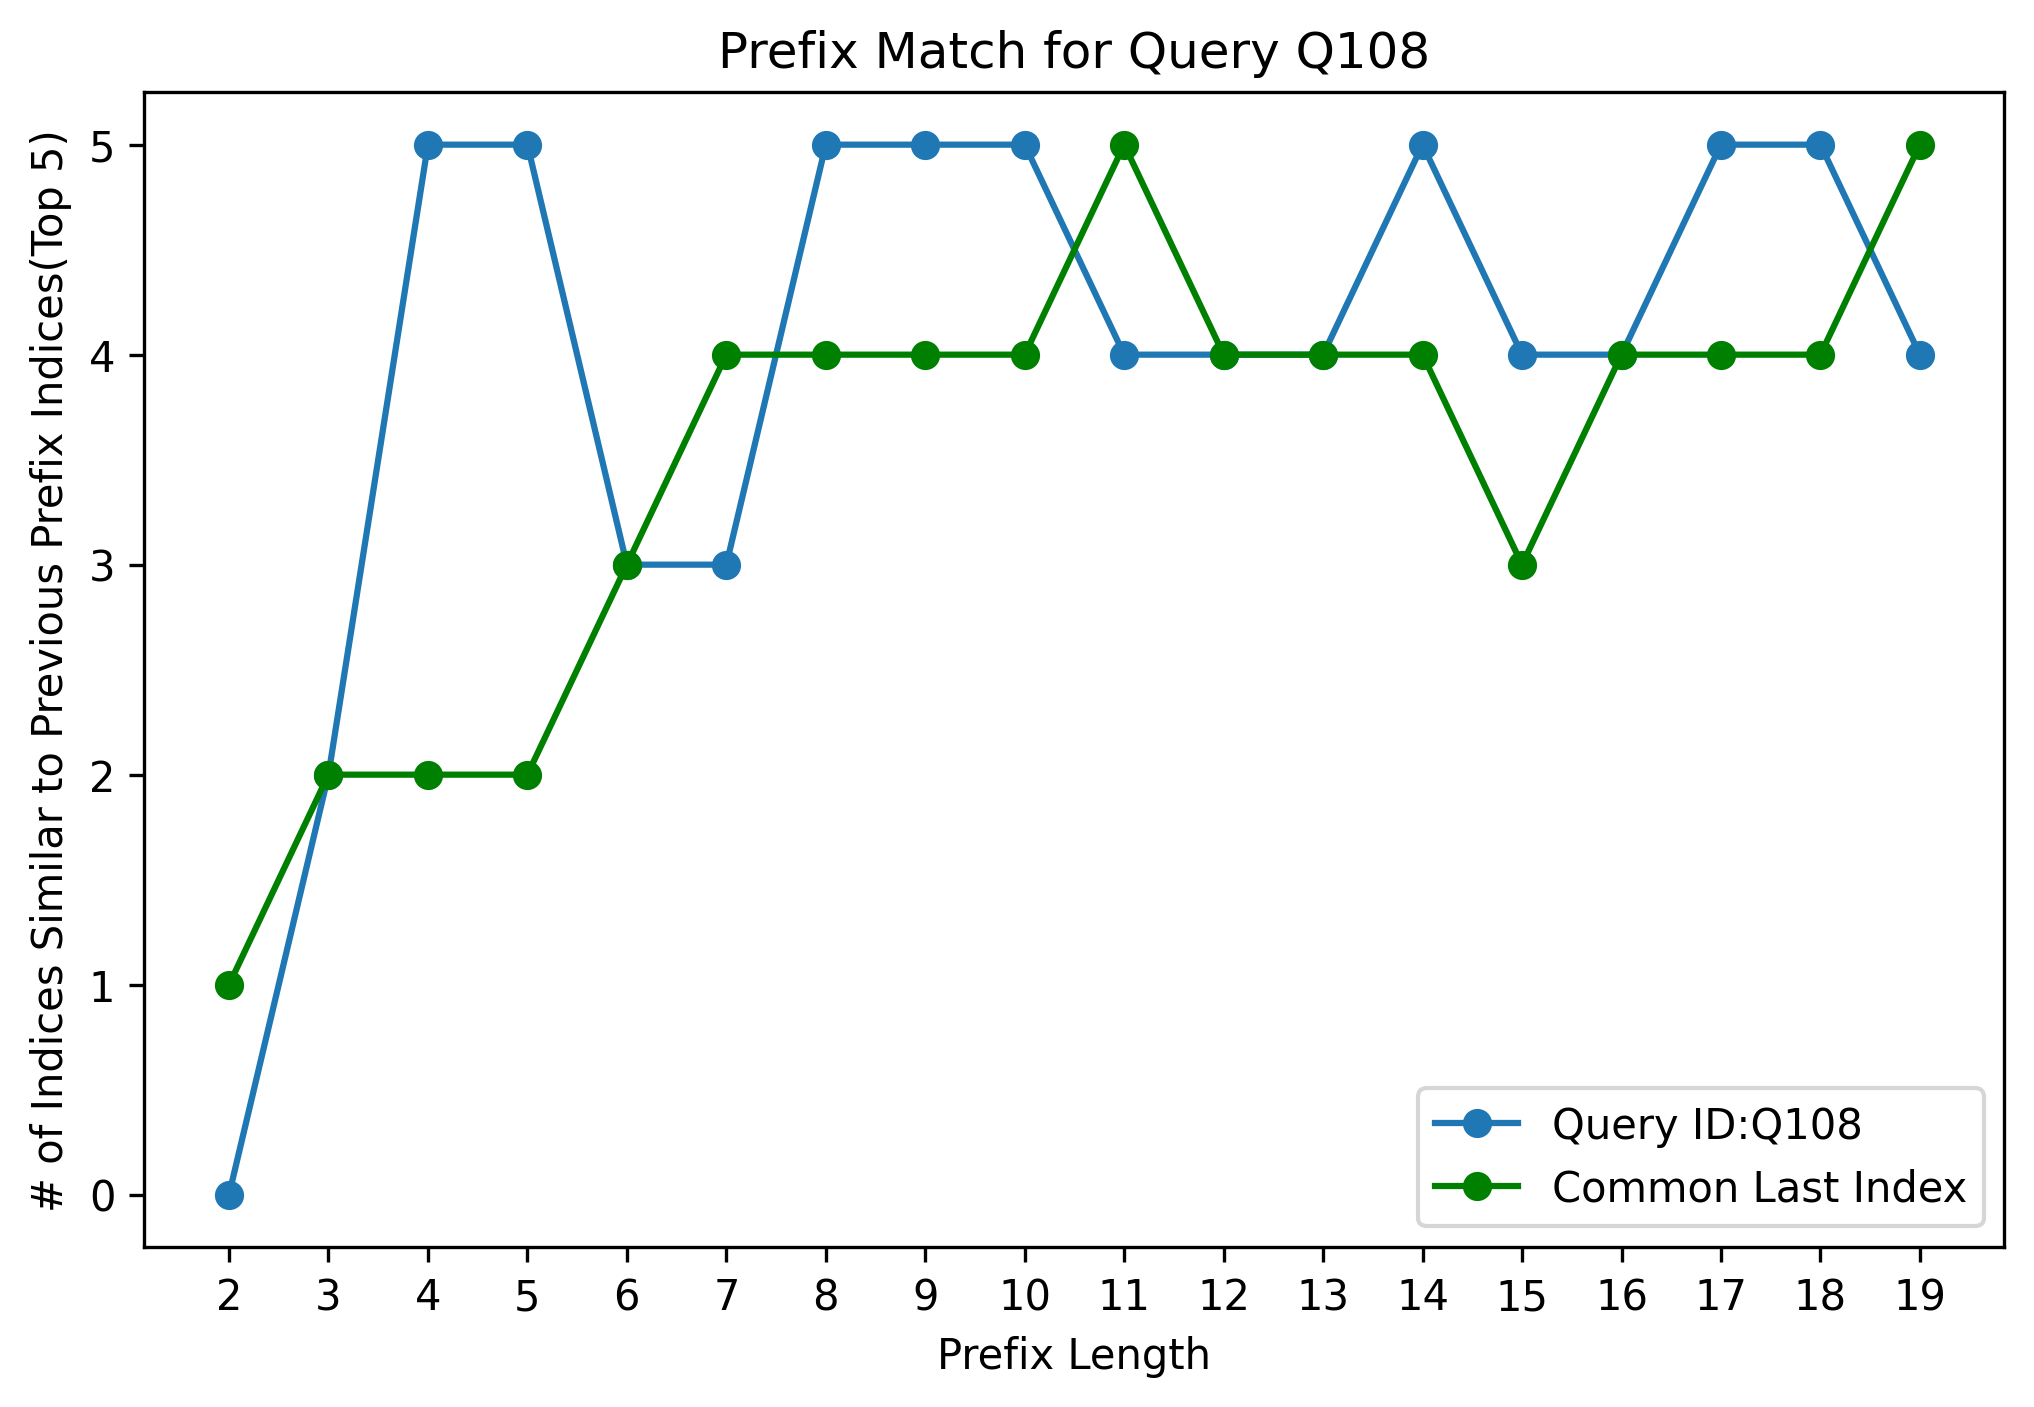 Prefix Match for Query Q108
# of Indices Similar to Previous Prefix Indices(Top 5)
5
4
3
2
1
0
2 3 4 5 6 7 8 9 10 11 12 13 14 15 16 17 18 19
Prefix Length
Query ID:Q108
Common Last Index